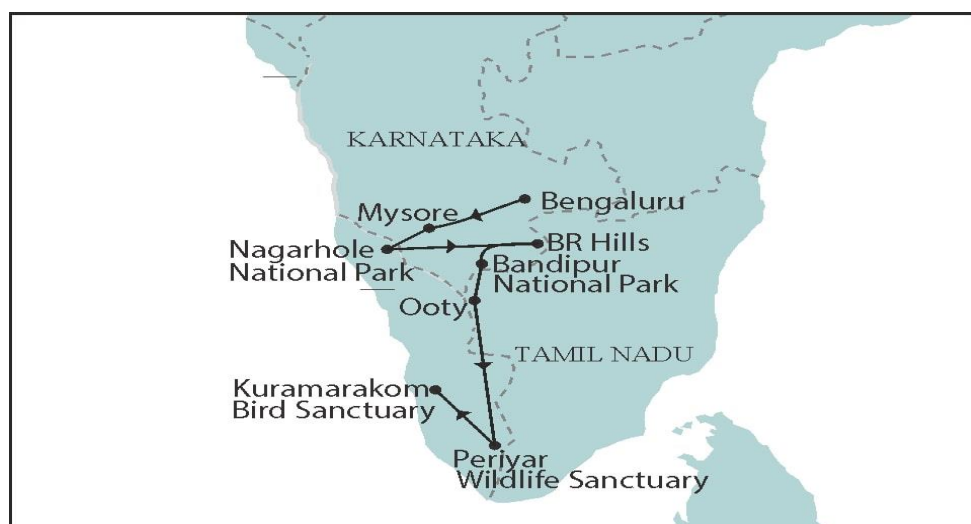 KARNATAKA
Bengaluru
Mysore
Nagarhole
National Park
BR Hills
Bandipur
National Park
Ooty
TAMIL NADU
Kuramarakom
Bird Sanctuary
Periyar
Wildlife Sanctuary